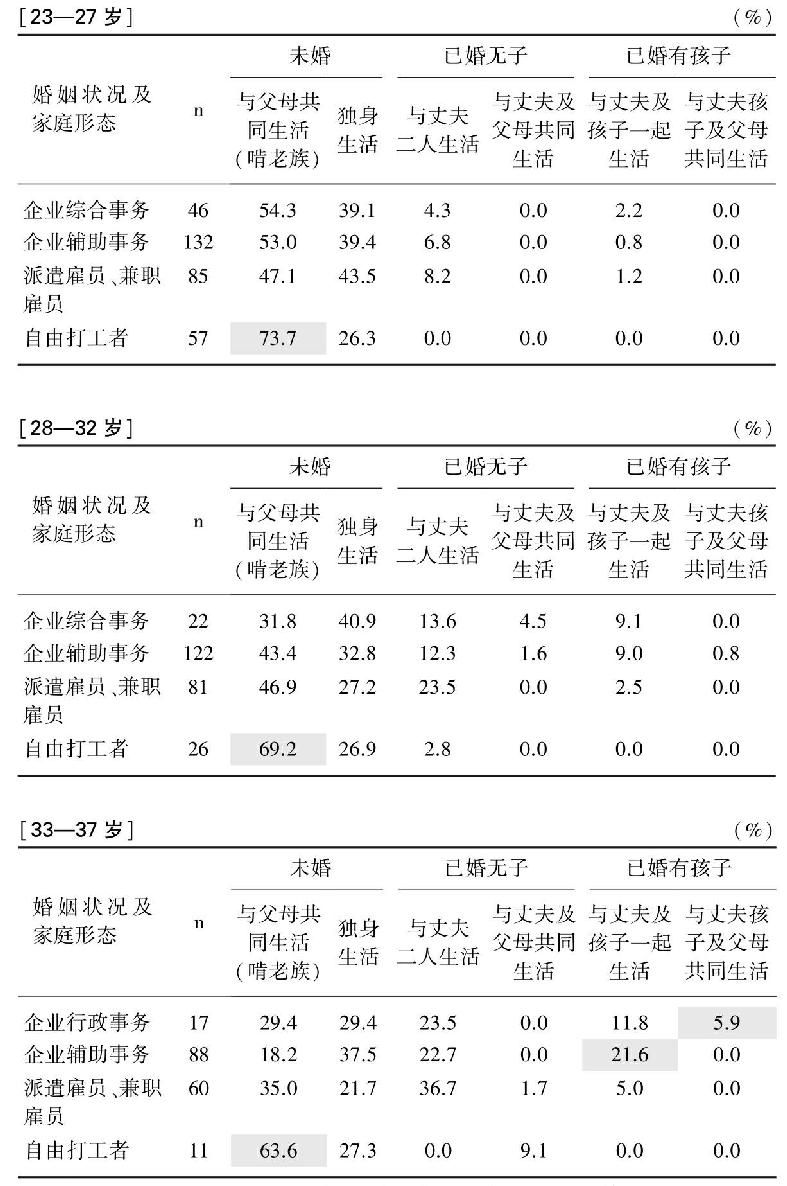 [23—27 岁] (%)
未婚 已婚无子 已婚有孩子
婚姻状况及家庭形态 n 与父母共同生活(啃老族) 独身生活 与丈夫二人生活 与丈夫及父母共同生活 与丈夫及孩子一起生活 与丈夫孩子及父母共同生活
企业综合事务 46 54.3 39.1 4.3 0.0 2.2 0.0
企业辅助事务 132 53.0 39.4 6.8 0.0 0.8 0.0
派遣雇员、兼职 85 47.1 43.5 8.2 0.0 1.2 0.0
雇员
自由打工者 57 73.7 26.3 0.0 0.0 0.0 0.0
[28—32 岁] (%)
未婚 已婚无子 已婚有孩子
婚姻状况及家庭形态 n 与父母共同生活(啃老族) 独身生活 与丈夫二人生活 与丈夫及父母共同生活 与丈夫及孩子一起生活 与丈夫孩子及父母共同生活
企业综合事务 22 31.8 40.9 13.6 4.5 9.1 0.0
企业辅助事务 122 43.4 32.8 12.3 1.6 9.0 0.8
派遣雇员、兼职 81 46.9 27.2 23.5 0.0 2.5 0.0
雇员
自由打工者 26 69.2 26.9 2.8 0.0 0.0 0.0
[33—37 岁] (%)
未婚 已婚无子 已婚有孩子
婚姻状况及家庭形态 n 与父母共同生活(啃老族) 独身生活 与丈夫二人生活 与丈夫及父母共同生活 与丈夫及孩子一起生活 与丈夫孩子及父母共同生活
企业行政事务 17 29.4 29.4 23.5 0.0 11.8 5.9
企业辅助事务 88 18.2 37.5 22.7 0.0 21.6 0.0
派遣雇员、兼职 60 35.0 21.7 36.7 1.7 5.0 0.0
雇员
自由打工者 11 63.6 27.3 0.0 9.1 0.0 0.0